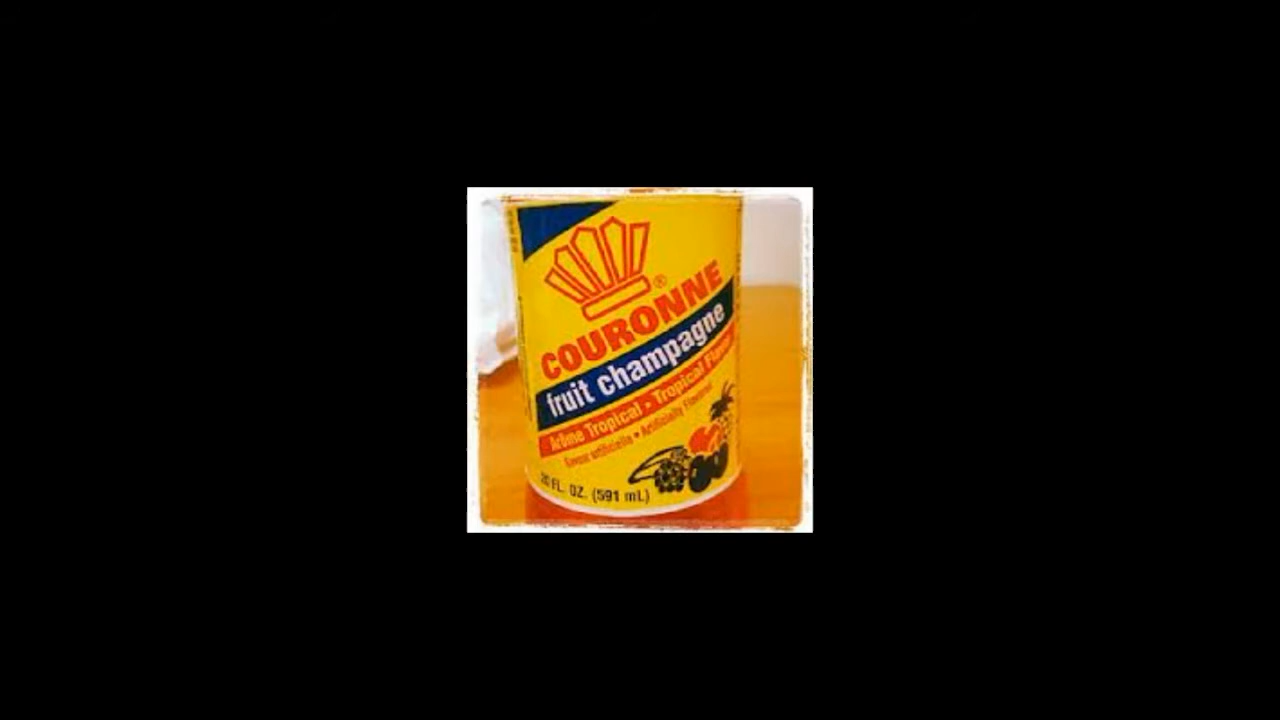 ®
COURONNE
fruit champagne
Arôme Tropical • Tropical Flavor
Saveur artificielle • Artificially Flavored
20 FL. OZ. (591 mL)